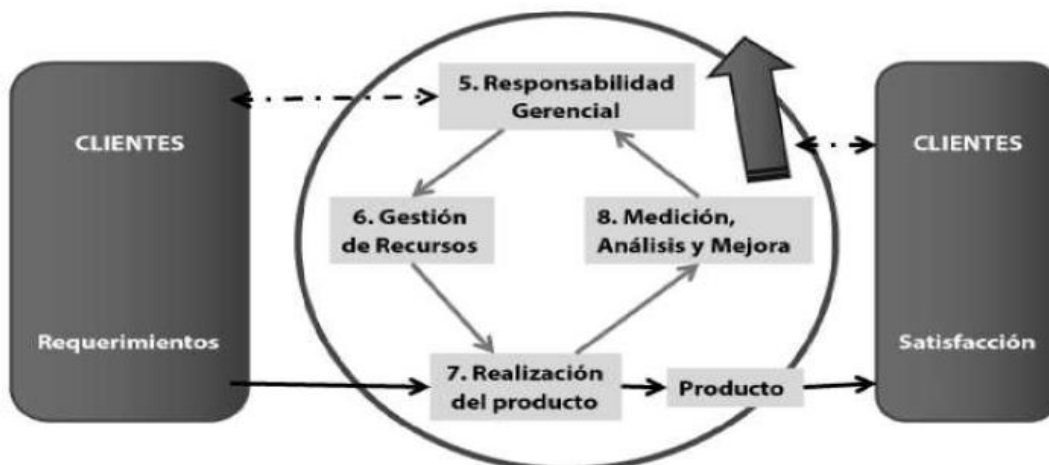 CLIENTES
Requerimientos
5. Responsabilidad
Gerencial
6. Gestión
de Recursos
8. Medición,
Análisis y Mejora
7. Realización
del producto
Producto
CLIENTES
Satisfacción